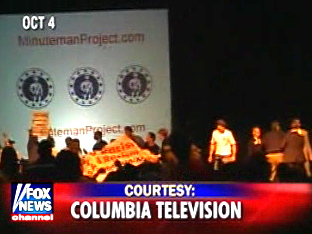 OCT 4
MinutemanProject.com
MinutemanProject.com
FOX
NEWS
channel
COURTESY:
COLUMBIA TELEVISION